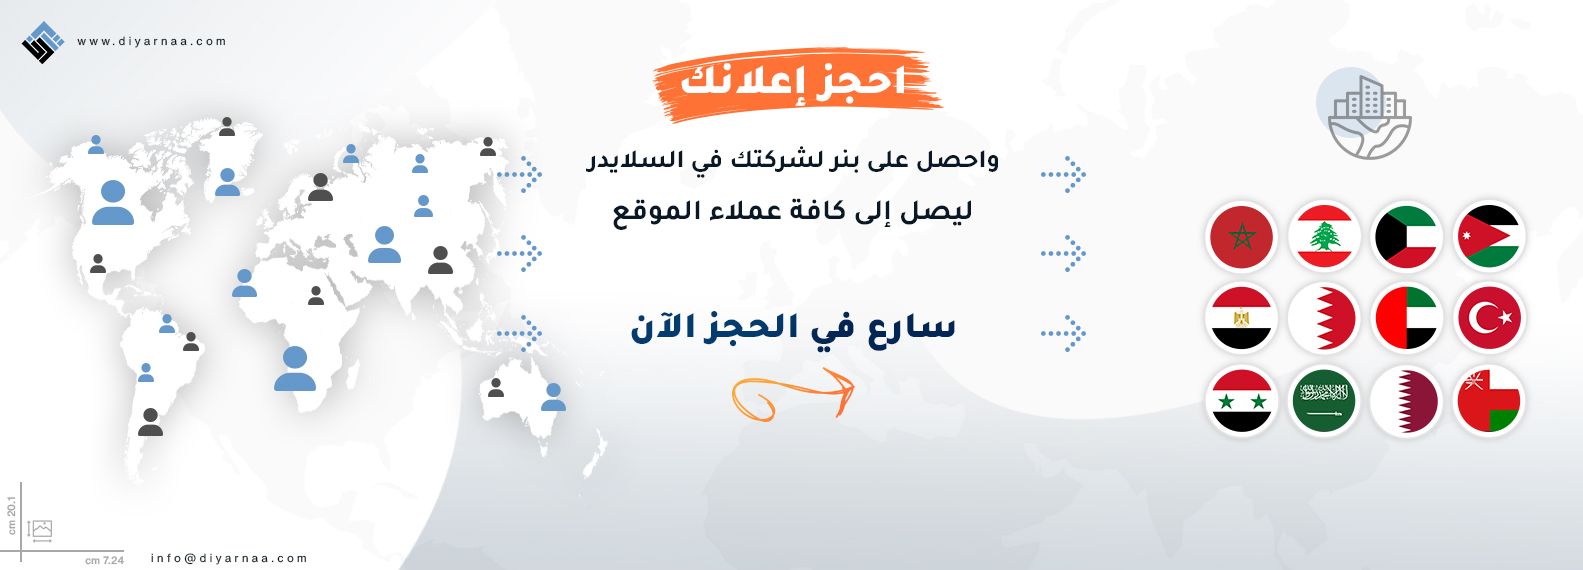 www.diyarnaa.com
احجز إعلانك
واحصل على بنر لشركتك في السلايدر
ليصل إلى كافة عملاء الموقع
سارع في الحجز الآن
cm 20.1
cm 7.24
info@diyarnaa.com